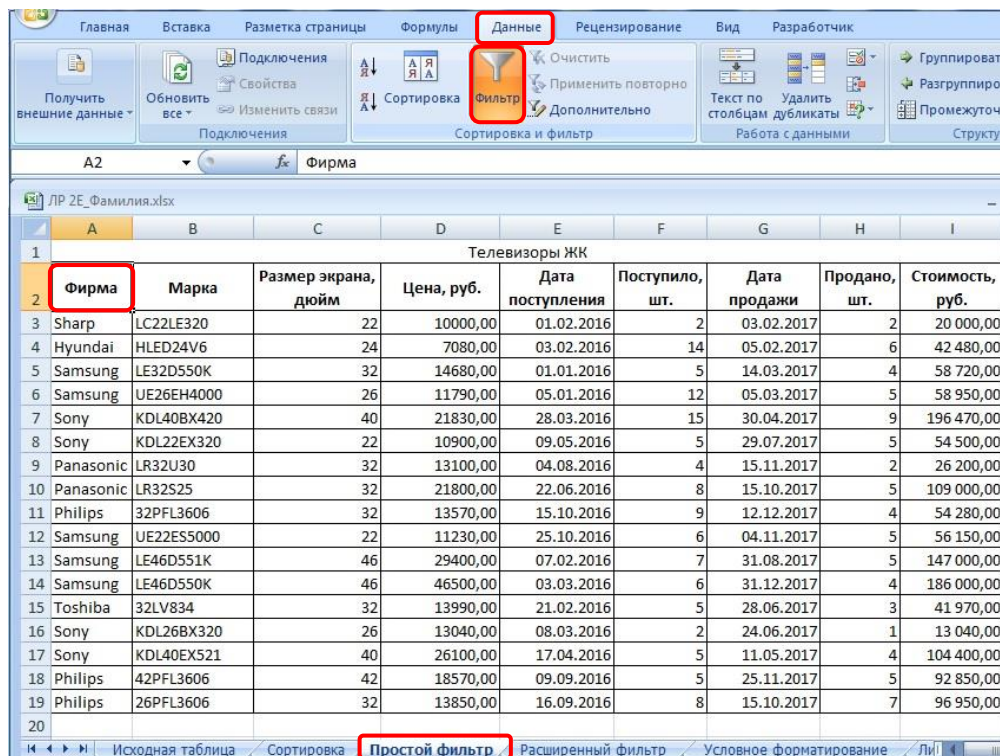 Главная Вставка Разметка страницы Формулы Данные Рецензирование Вид Разработчик
Получить внешние данные
Обновить все
Подключения
Свойства
Изменить связи
Подключения
Сортировка
Фильтр
Очистить
Применить повторно
Дополнительно
Сортировка и фильтр
Текст по столбцам
Удалить дубликаты
Работа с данными
Группироват
Разгруппиро
Промежуточ
Структу
A2 fx Фирма
ЛР 2Е_Фамилия.xlsx
A B C D E F G H I
1 Телевизоры ЖК
2 Фирма Марка Размер экрана, дюйм Цена, руб. Дата поступления Поступило, шт. Дата продажи Продано, шт. Стоимость, руб.
3 Sharp LC22LE320 22 10000,00 01.02.2016 2 03.02.2017 2 20 000,00
4 Hyundai HLED24V6 24 7080,00 03.02.2016 14 05.02.2017 6 42 480,00
5 Samsung LE32D550K 32 14680,00 01.01.2016 5 14.03.2017 4 58 720,00
6 Samsung UE26EH4000 26 11790,00 05.01.2016 12 05.03.2017 5 58 950,00
7 Sony KDL40BX420 40 21830,00 28.03.2016 15 30.04.2017 9 196 470,00
8 Sony KDL22EX320 22 10900,00 09.05.2016 5 29.07.2017 5 54 500,00
9 Panasonic LR32U30 32 13100,00 04.08.2016 4 15.11.2017 2 26 200,00
10 Panasonic LR32S25 32 21800,00 22.06.2016 8 15.10.2017 5 109 000,00
11 Philips 32PFL3606 32 13570,00 15.10.2016 9 12.12.2017 4 54 280,00
12 Samsung UE22ES5000 22 11230,00 25.10.2016 6 04.11.2017 5 56 150,00
13 Samsung LE46D551K 46 29400,00 07.02.2016 7 31.08.2017 5 147 000,00
14 Samsung LE46D550K 46 46500,00 03.03.2016 6 31.12.2017 4 186 000,00
15 Toshiba 32LV834 32 13990,00 21.02.2016 5 28.06.2017 3 41 970,00
16 Sony KDL26BX320 26 13040,00 08.03.2016 2 24.06.2017 1 13 040,00
17 Sony KDL40EX521 40 26100,00 17.04.2016 5 11.05.2017 4 104 400,00
18 Philips 42PFL3606 42 18570,00 09.09.2016 5 25.11.2017 5 92 850,00
19 Philips 26PFL3606 32 13850,00 16.09.2016 8 15.10.2017 7 96 950,00
20
Исходная таблица Сортировка Простой фильтр Расширенный фильтр Условное форматирование Ли